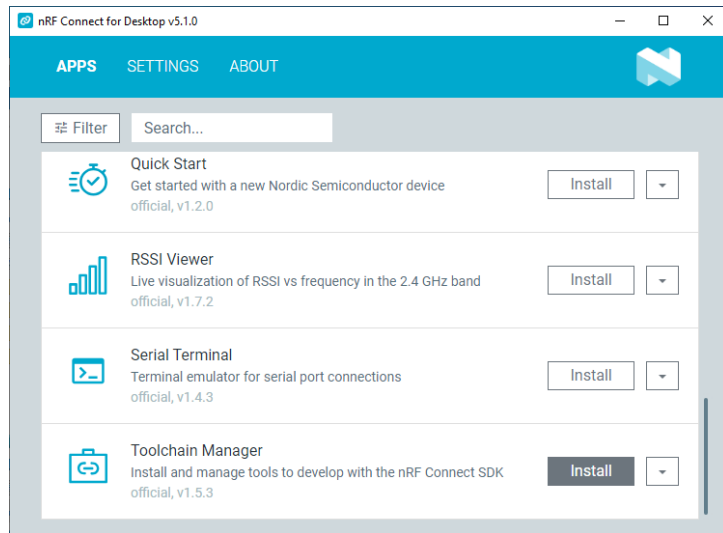 nRF Connect for Desktop v5.1.0
APPS SETTINGS ABOUT
Filter Search...
Quick Start
Get started with a new Nordic Semiconductor device
official, v1.2.0
Install
RSSI Viewer
Live visualization of RSSI vs frequency in the 2.4 GHz band
official, v1.7.2
Install
Serial Terminal
Terminal emulator for serial port connections
official, v1.4.3
Install
Toolchain Manager
Install and manage tools to develop with the nRF Connect SDK
official, v1.5.3
Install